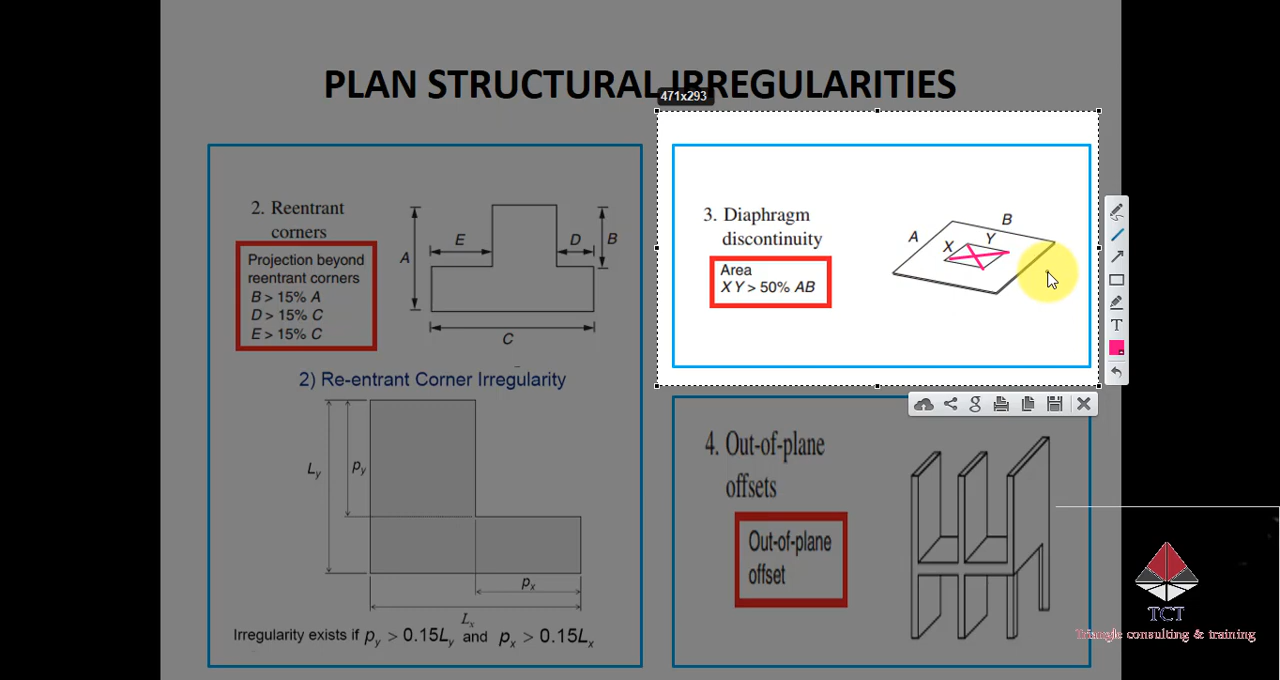 PLAN STRUCTURAL IRREGULARITIES
471x293
2. Reentrant
corners
Projection beyond
reentrant corners
B > 15% A
D > 15% C
E > 15% C
A
E
D
B
C
2) Re-entrant Corner Irregularity
Ly
py
px
Lx
Irregularity exists if py > 0.15Ly and px > 0.15Lx
3. Diaphragm
discontinuity
Area
X Y > 50% AB
A
B
X
Y
T
g
4. Out-of-plane
offsets
Out-of-plane
offset
TCT
Triangle consulting & training